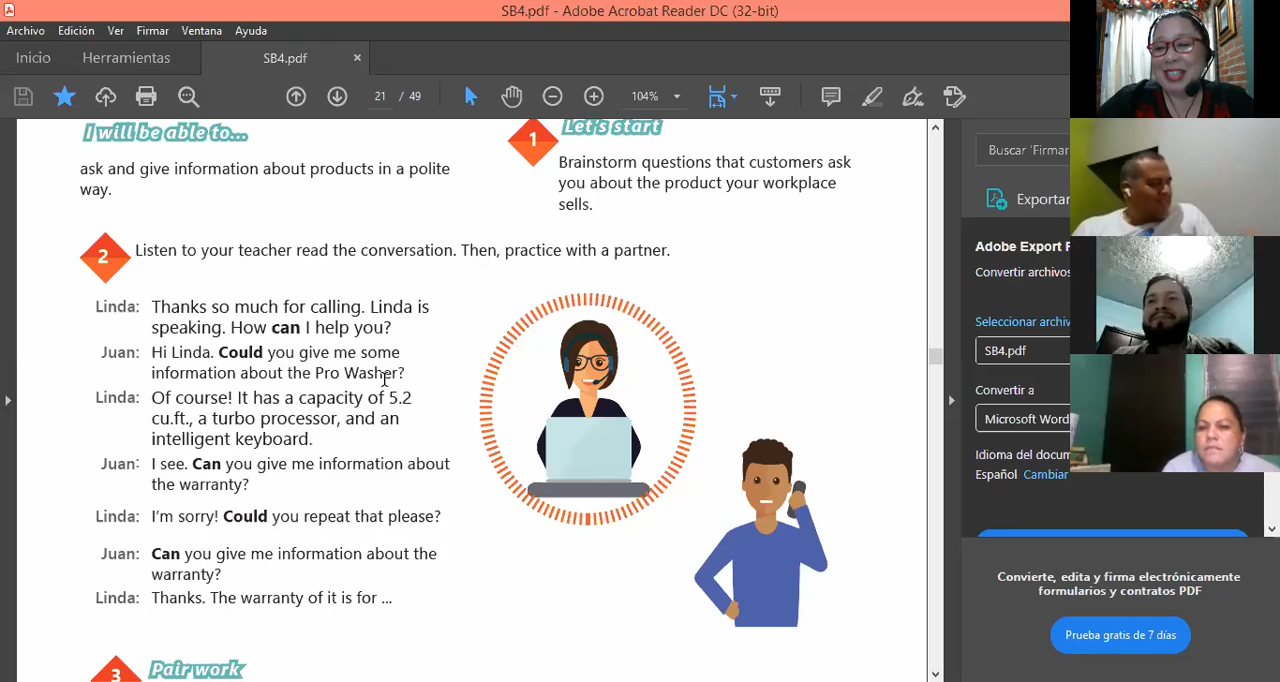 SB4.pdf - Adobe Acrobat Reader DC (32-bit)
Archivo Edición Ver Firmar Ventana Ayuda
Inicio Herramientas SB4.pdf ×
21 / 49 104%
I will be able to...
ask and give information about products in a polite
way.
1 Let's start
Brainstorm questions that customers ask
you about the product your workplace
sells.
2 Listen to your teacher read the conversation. Then, practice with a partner.
Linda: Thanks so much for calling. Linda is
speaking. How can I help you?
Juan: Hi Linda. Could you give me some
information about the Pro Washer?
Linda: Of course! It has a capacity of 5.2
cu.ft., a turbo processor, and an
intelligent keyboard.
Juan: I see. Can you give me information about
the warranty?
Linda: I'm sorry! Could you repeat that please?
Juan: Can you give me information about the
warranty?
Linda: Thanks. The warranty of it is for ...
3 Pair work
Buscar 'Firmar
Exportar
Adobe Export
Convertir archivos
Seleccionar archiv
SB4.pdf
Convertir a
Microsoft Word
Idioma del docum
Español Cambiar
Convierte, edita y firma electrónicamente
formularios y contratos PDF
Prueba gratis de 7 días